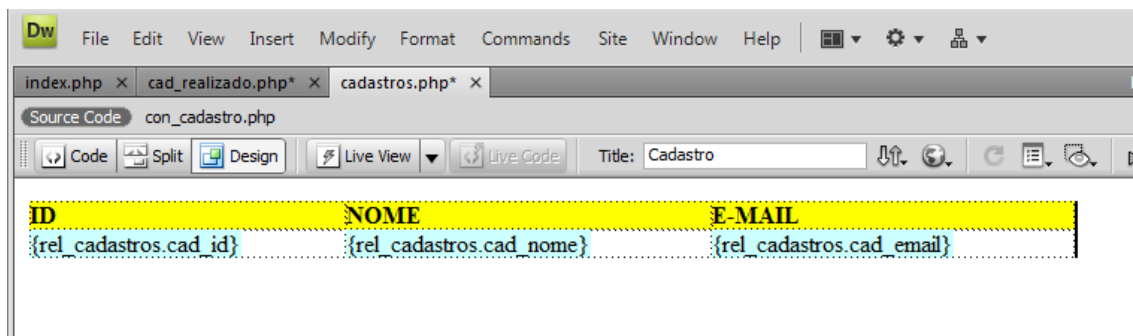 Dw File Edit View Insert Modify Format Commands Site Window Help
index.php × cad_realizado.php* × cadastros.php* ×
Source Code con_cadastro.php
Code Split Design Live View Live Code Title: Cadastro
ID NOME E-MAIL
{rel_cadastros.cad_id} {rel_cadastros.cad_nome} {rel_cadastros.cad_email}